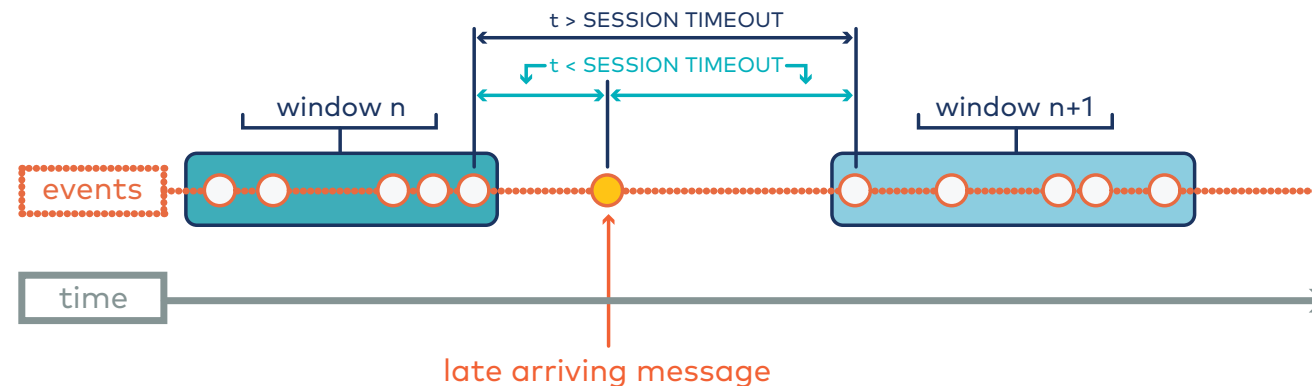 t > SESSION TIMEOUT
t < SESSION TIMEOUT
window n
window n+1
events
time
late arriving message